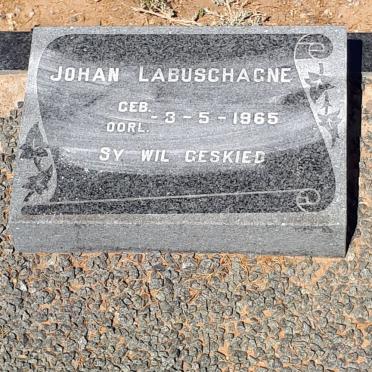 JOHAN LABUSCHAGNE
GEB.
OORL. - 3 - 5 - 1965
SY WIL GESKIED